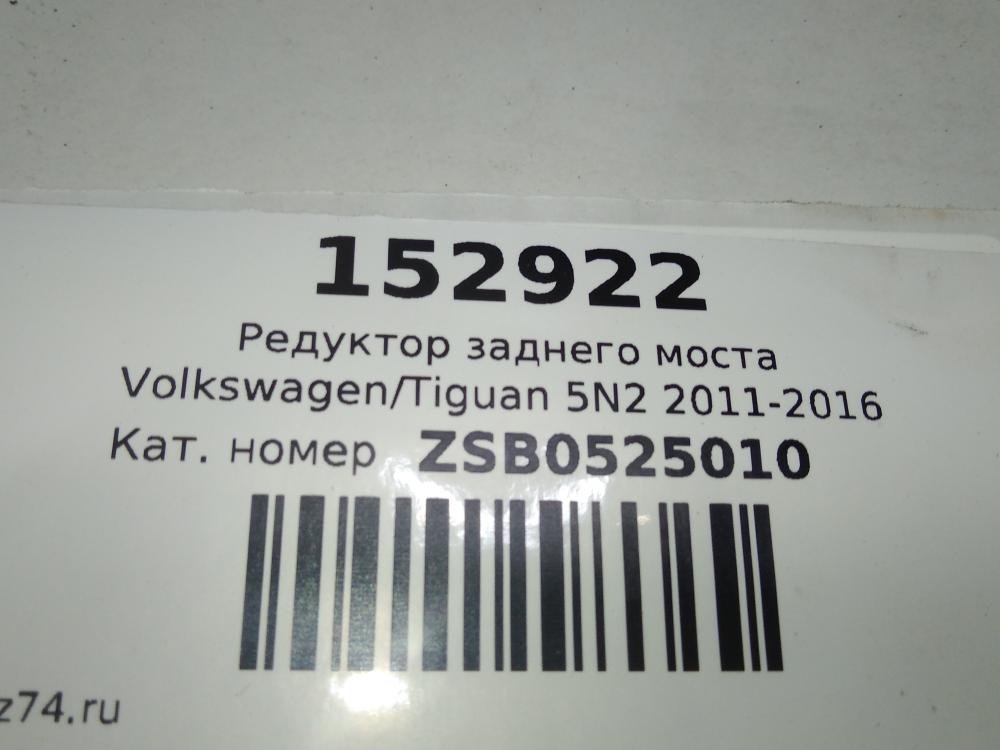 152922
Редуктор заднего моста
Volkswagen/Tiguan 5N2 2011-2016
Кат. номер ZSB0525010
z74.ru